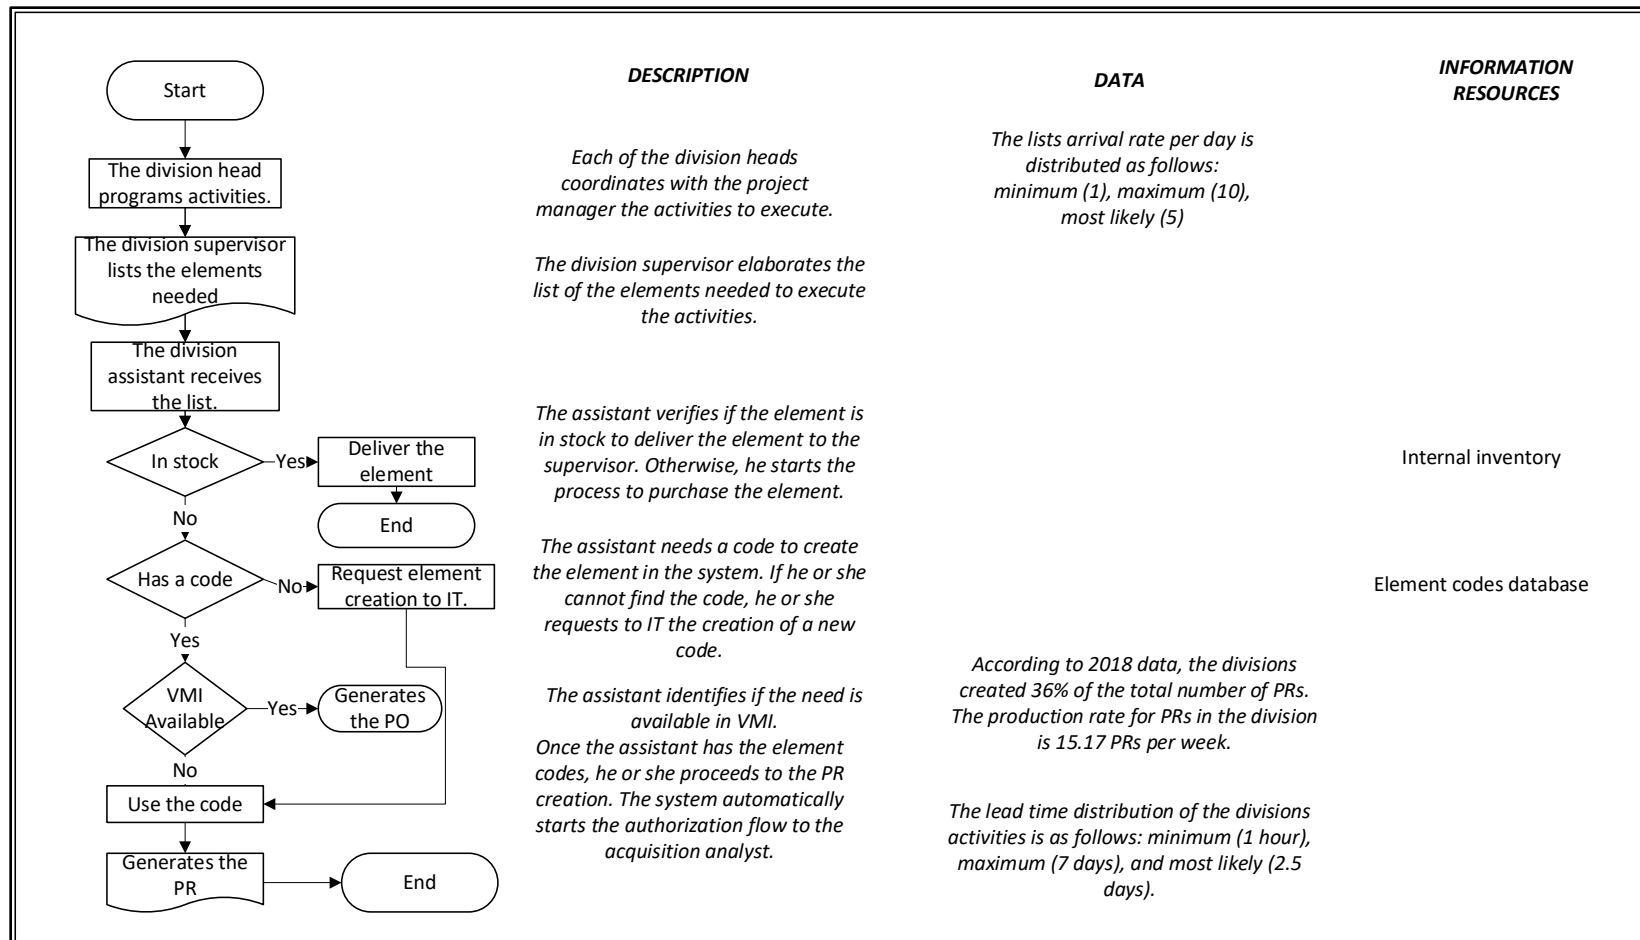 Start
The division head
programs activities.
The division supervisor
lists the elements
needed
The division
assistant receives
the list.
In stock
Yes
Deliver the
element
End
No
Has a code
No
Request element
creation to IT.
Yes
VMI
Available
Yes
Generates
the PO
No
Use the code
Generates the
PR
End
DESCRIPTION
Each of the division heads
coordinates with the project
manager the activities to execute.
The division supervisor elaborates the
list of the elements needed to execute
the activities.
The assistant verifies if the element is
in stock to deliver the element to the
supervisor. Otherwise, he starts the
process to purchase the element.
The assistant needs a code to create
the element in the system. If he or she
cannot find the code, he or she
requests to IT the creation of a new
code.
The assistant identifies if the need is
available in VMI.
Once the assistant has the element
codes, he or she proceeds to the PR
creation. The system automatically
starts the authorization flow to the
acquisition analyst.
DATA
The lists arrival rate per day is
distributed as follows:
minimum (1), maximum (10),
most likely (5)
According to 2018 data, the divisions
created 36% of the total number of PRs.
The production rate for PRs in the division
is 15.17 PRs per week.
The lead time distribution of the divisions
activities is as follows: minimum (1 hour),
maximum (7 days), and most likely (2.5
days).
INFORMATION
RESOURCES
Internal inventory
Element codes database